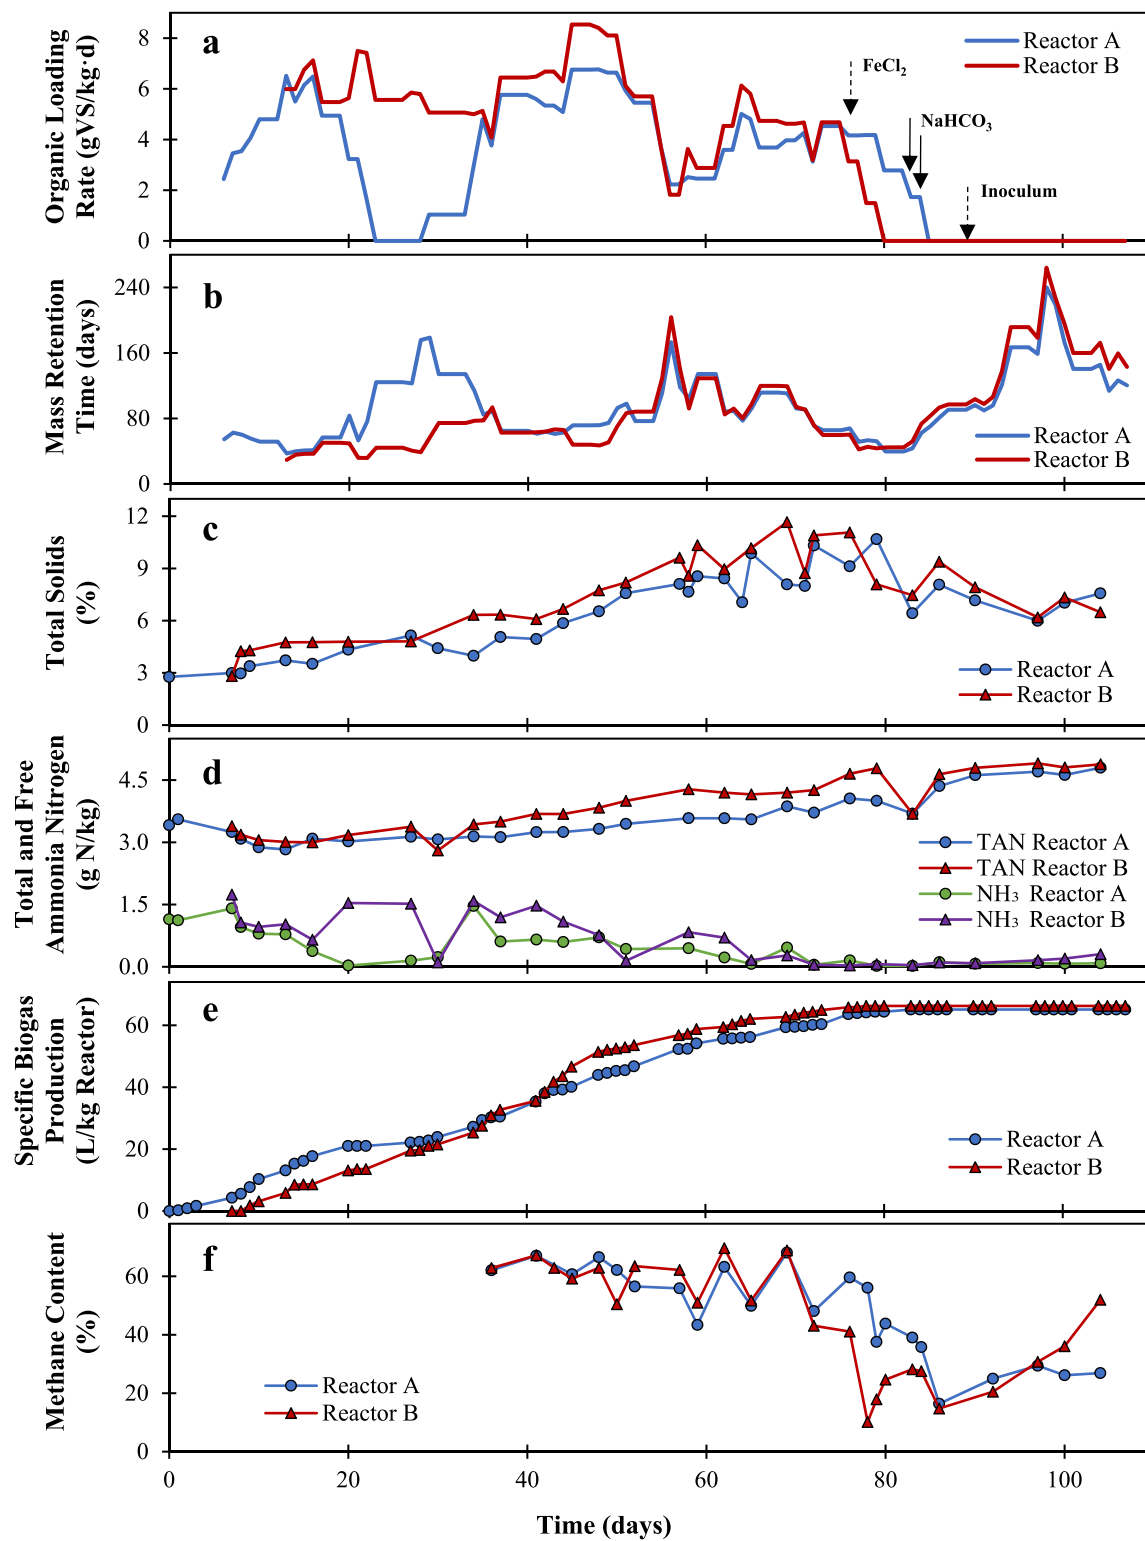 a
Organic Loading
Rate (gVS/kg·d)
8
6
4
2
0
Reactor A
Reactor B
FeCl₂
NaHCO₃
Inoculum
b
Mass Retention
Time (days)
240
160
80
0
Reactor A
Reactor B
c
Total Solids
(%)
12
9
6
3
0
Reactor A
Reactor B
d
Total and Free
Ammonia Nitrogen
(g N/kg)
4.5
3.0
1.5
0.0
TAN Reactor A
TAN Reactor B
NH₃ Reactor A
NH₃ Reactor B
e
Specific Biogas
Production
(L/kg Reactor)
60
40
20
0
Reactor A
Reactor B
f
Methane Content
(%)
60
40
20
0
Reactor A
Reactor B
0 20 40 60 80 100
Time (days)